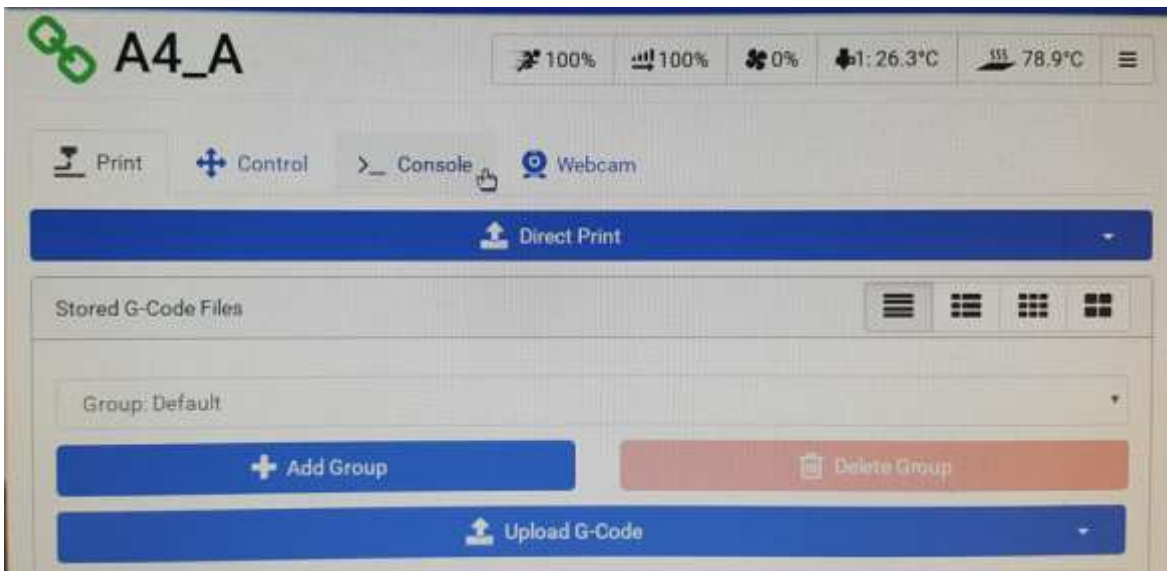 A4_A
100% 100% 0% 1: 26.3°C 78.9°C
Print Control >_ Console Webcam
Direct Print
Stored G-Code Files
Group: Default
Add Group Delete Group
Upload G-Code